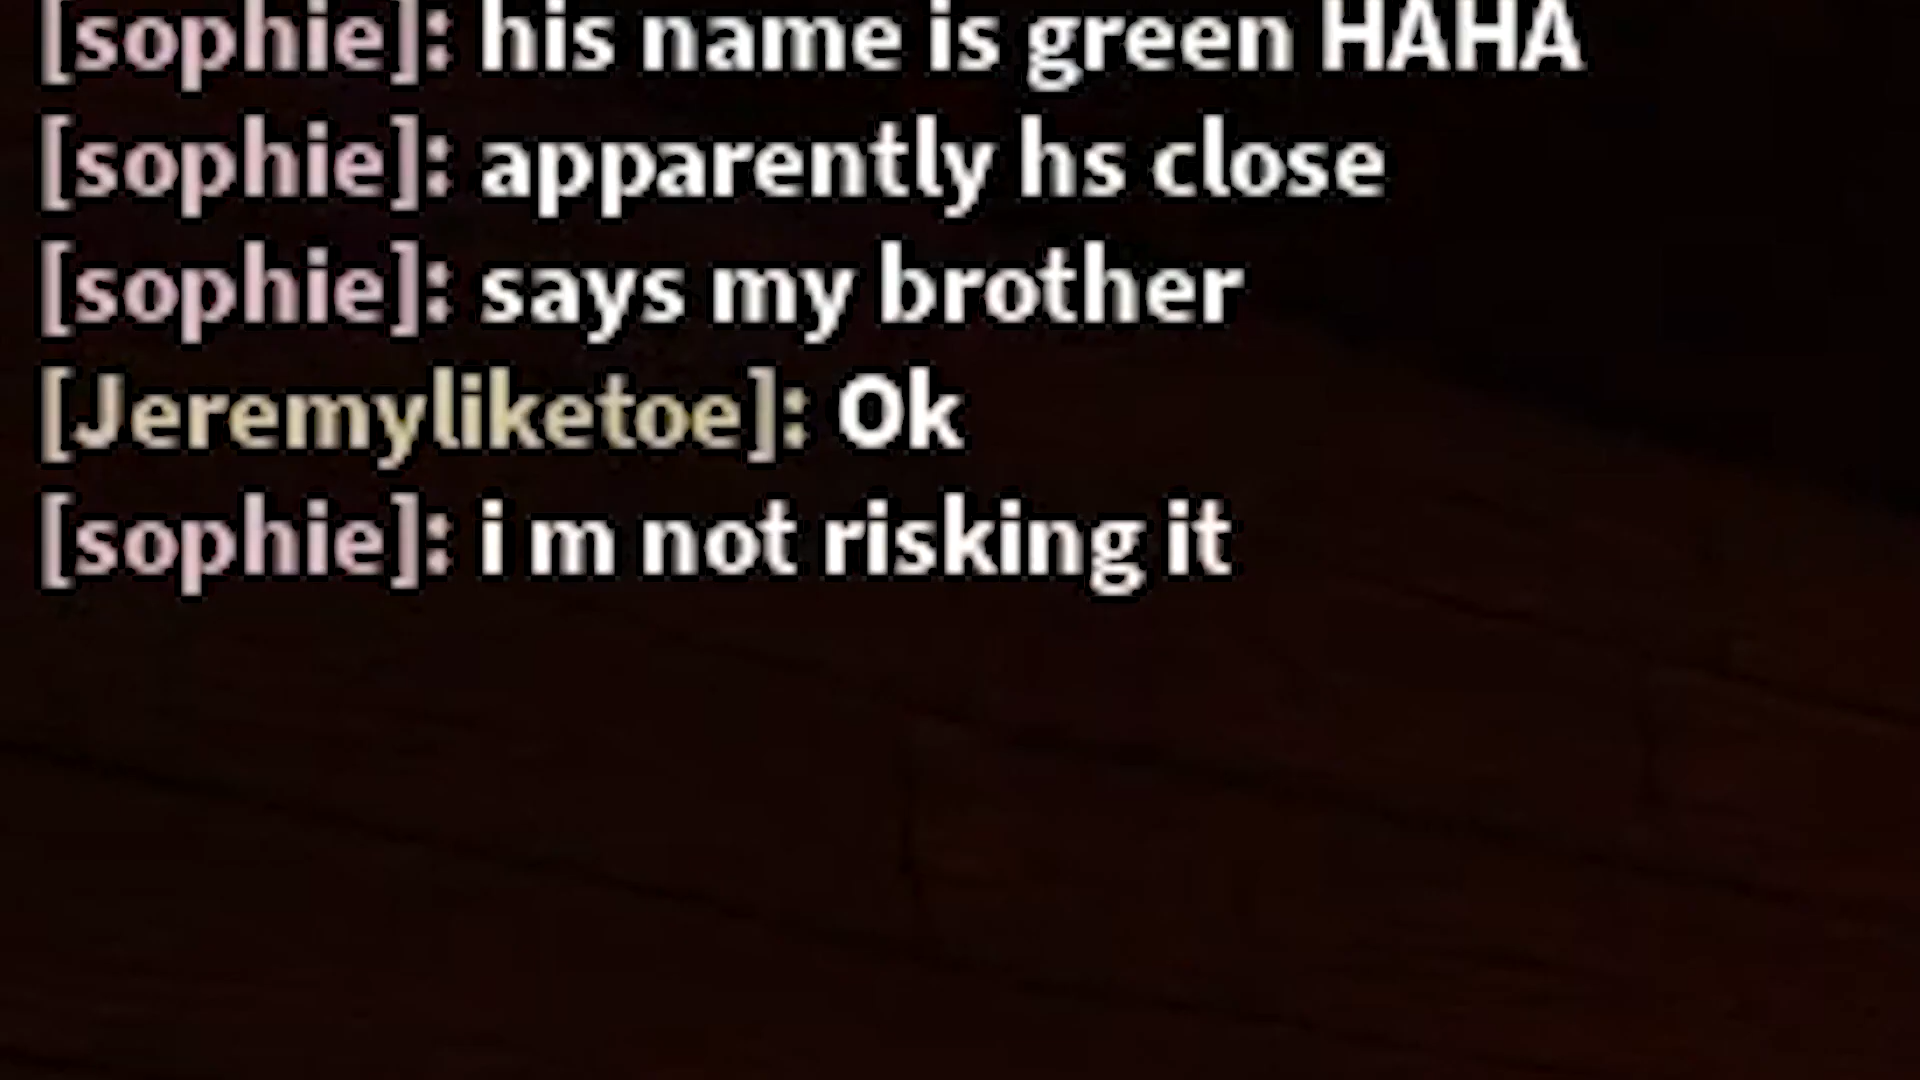 [sophie]: his name is green HAHA
[sophie]: apparently hs close
[sophie]: says my brother
[Jeremyliketoe]: Ok
[sophie]: i m not risking it